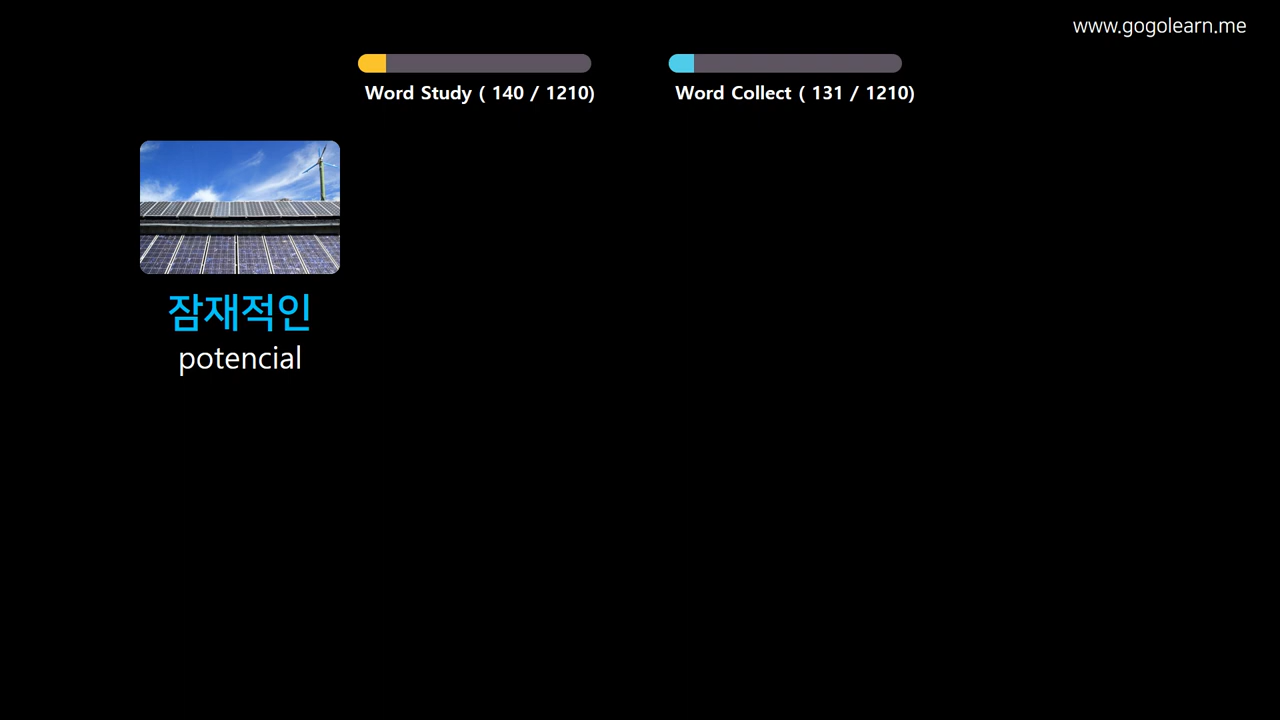 www.gogolearn.me
Word Study ( 140 / 1210)
Word Collect ( 131 / 1210)
잠재적인
potencial